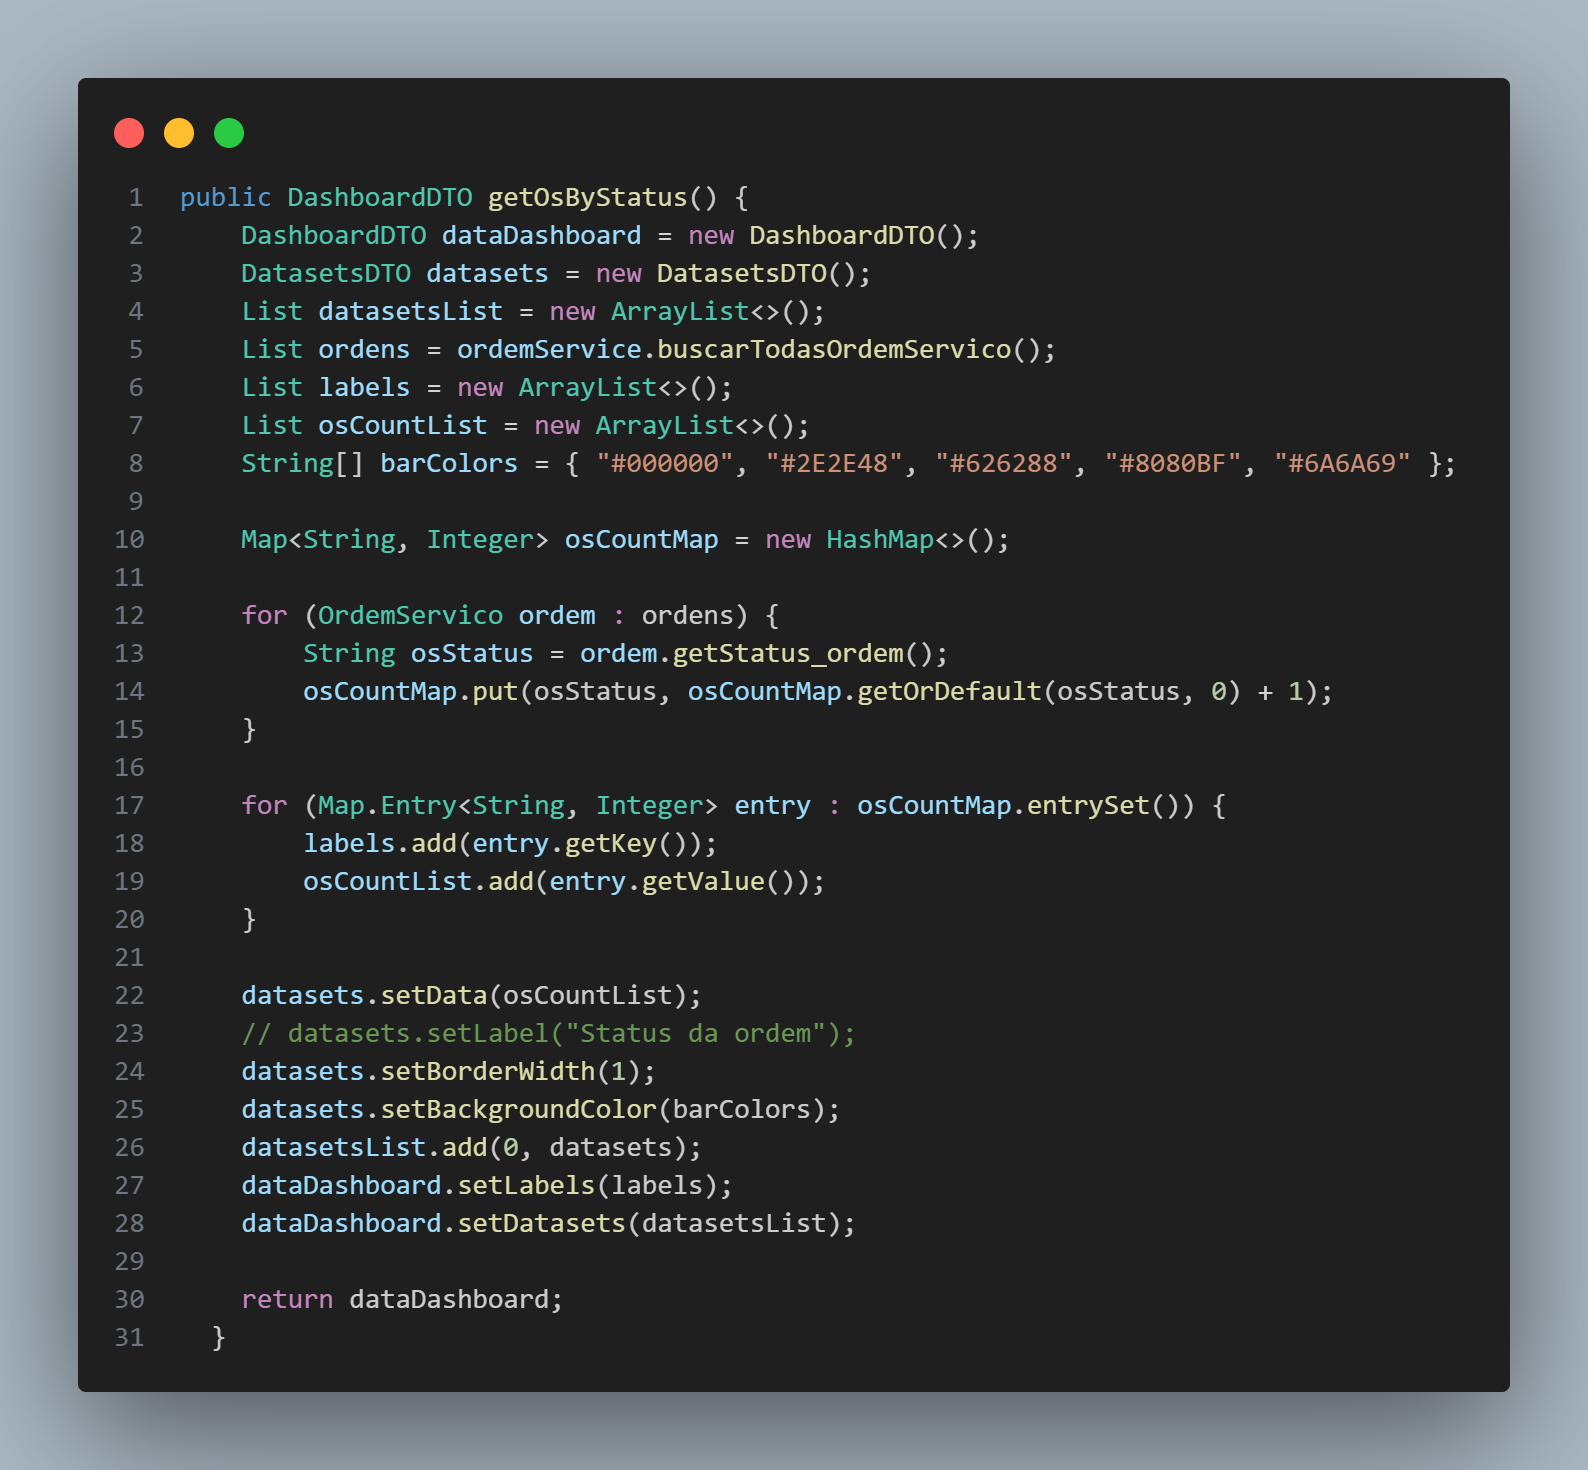 1 public DashboardDTO getOsByStatus() {
2     DashboardDTO dataDashboard = new DashboardDTO();
3     DatasetsDTO datasets = new DatasetsDTO();
4     List datasetsList = new ArrayList<>();
5     List ordens = ordemService.buscarTodasOrdemServico();
6     List labels = new ArrayList<>();
7     List osCountList = new ArrayList<>();
8     String[] barColors = { "#000000", "#2E2E48", "#626288", "#8080BF", "#6A6A69" };
9
10     Map<String, Integer> osCountMap = new HashMap<>();
11
12     for (OrdemServico ordem : ordens) {
13         String osStatus = ordem.getStatus_ordem();
14         osCountMap.put(osStatus, osCountMap.getOrDefault(osStatus, 0) + 1);
15     }
16
17     for (Map.Entry<String, Integer> entry : osCountMap.entrySet()) {
18         labels.add(entry.getKey());
19         osCountList.add(entry.getValue());
20     }
21
22     datasets.setData(osCountList);
23     // datasets.setLabel("Status da ordem");
24     datasets.setBorderWidth(1);
25     datasets.setBackgroundColor(barColors);
26     datasetsList.add(0, datasets);
27     dataDashboard.setLabels(labels);
28     dataDashboard.setDatasets(datasetsList);
29
30     return dataDashboard;
31   }